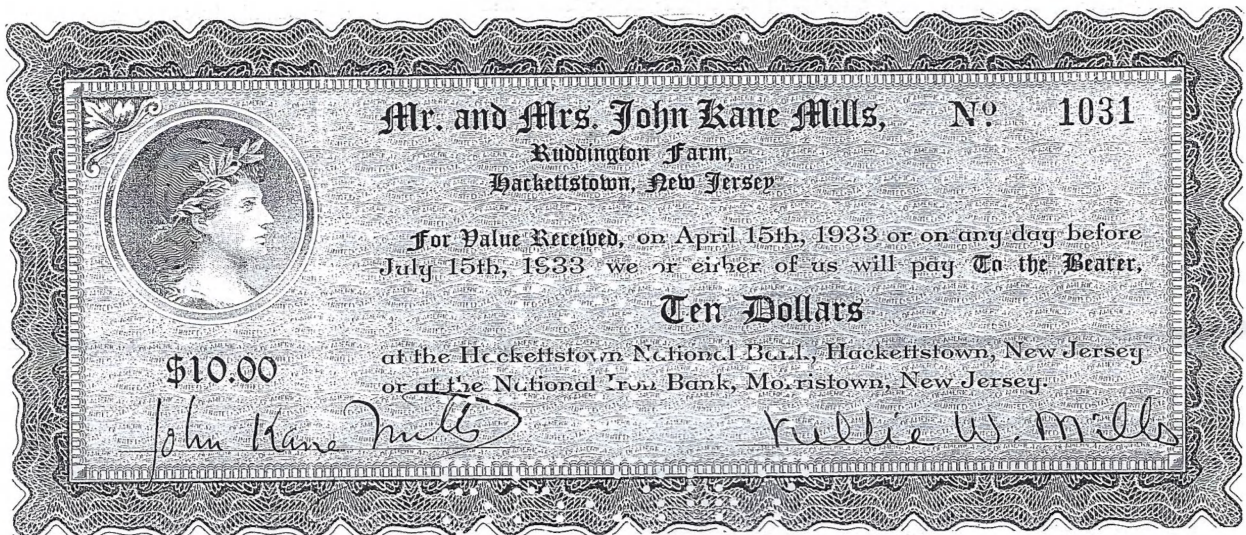 Mr. and Mrs. John Kane Mills, Nº 1031
Ruddington Farm,
Hackettstown, New Jersey
For Value Received, on April 15th, 1933 or on any day before
July 15th, 1933 we or either of us will pay To the Bearer,
Ten Dollars
$10.00
at the Hackettstown National Bank, Hackettstown, New Jersey
or at the National Iron Bank, Morristown, New Jersey.
John Kane Mills
Nellie W. Mills